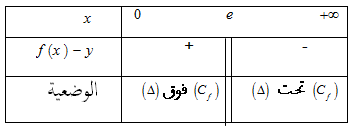 x 0 e +∞
f(x) − y + -
الوضعية (C_f) فوق (Δ) (C_f) تحت (Δ)